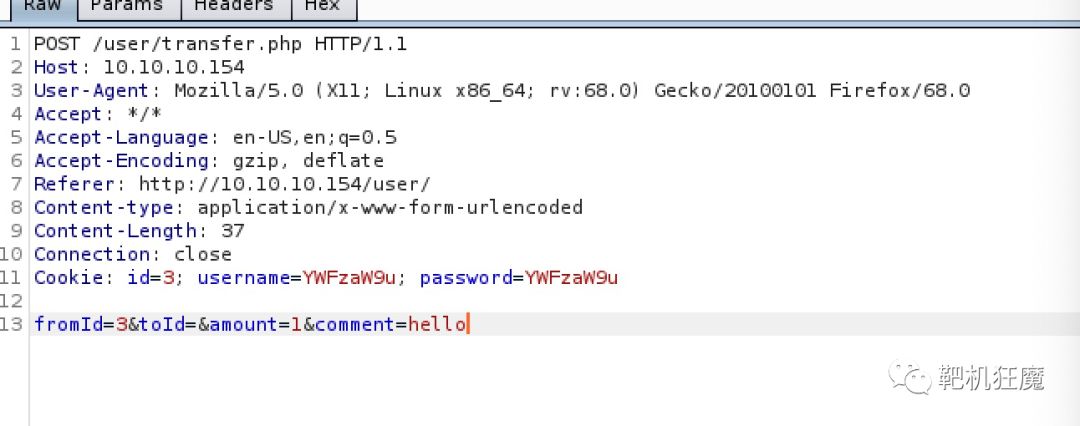 Raw Params Headers Hex
1 POST /user/transfer.php HTTP/1.1
2 Host: 10.10.10.154
3 User-Agent: Mozilla/5.0 (X11; Linux x86_64; rv:68.0) Gecko/20100101 Firefox/68.0
4 Accept: */*
5 Accept-Language: en-US,en;q=0.5
6 Accept-Encoding: gzip, deflate
7 Referer: http://10.10.10.154/user/
8 Content-type: application/x-www-form-urlencoded
9 Content-Length: 37
10 Connection: close
11 Cookie: id=3; username=YWFzaW9u; password=YWFzaW9u
12
13 fromId=3&toId=&amount=1&comment=hello
靶机狂魔